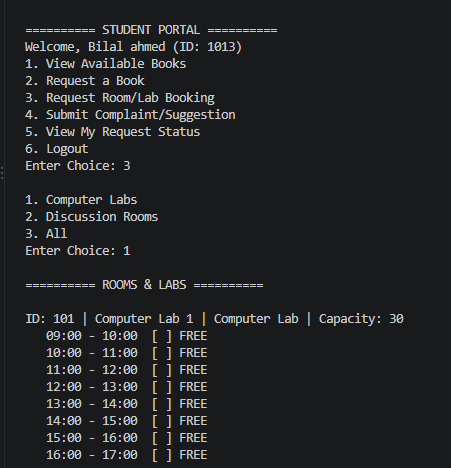 ========== STUDENT PORTAL ==========
Welcome, Bilal ahmed (ID: 1013)
1. View Available Books
2. Request a Book
3. Request Room/Lab Booking
4. Submit Complaint/Suggestion
5. View My Request Status
6. Logout
Enter Choice: 3

1. Computer Labs
2. Discussion Rooms
3. All
Enter Choice: 1

========== ROOMS & LABS ==========

ID: 101 | Computer Lab 1 | Computer Lab | Capacity: 30
   09:00 - 10:00  [ ] FREE
   10:00 - 11:00  [ ] FREE
   11:00 - 12:00  [ ] FREE
   12:00 - 13:00  [ ] FREE
   13:00 - 14:00  [ ] FREE
   14:00 - 15:00  [ ] FREE
   15:00 - 16:00  [ ] FREE
   16:00 - 17:00  [ ] FREE